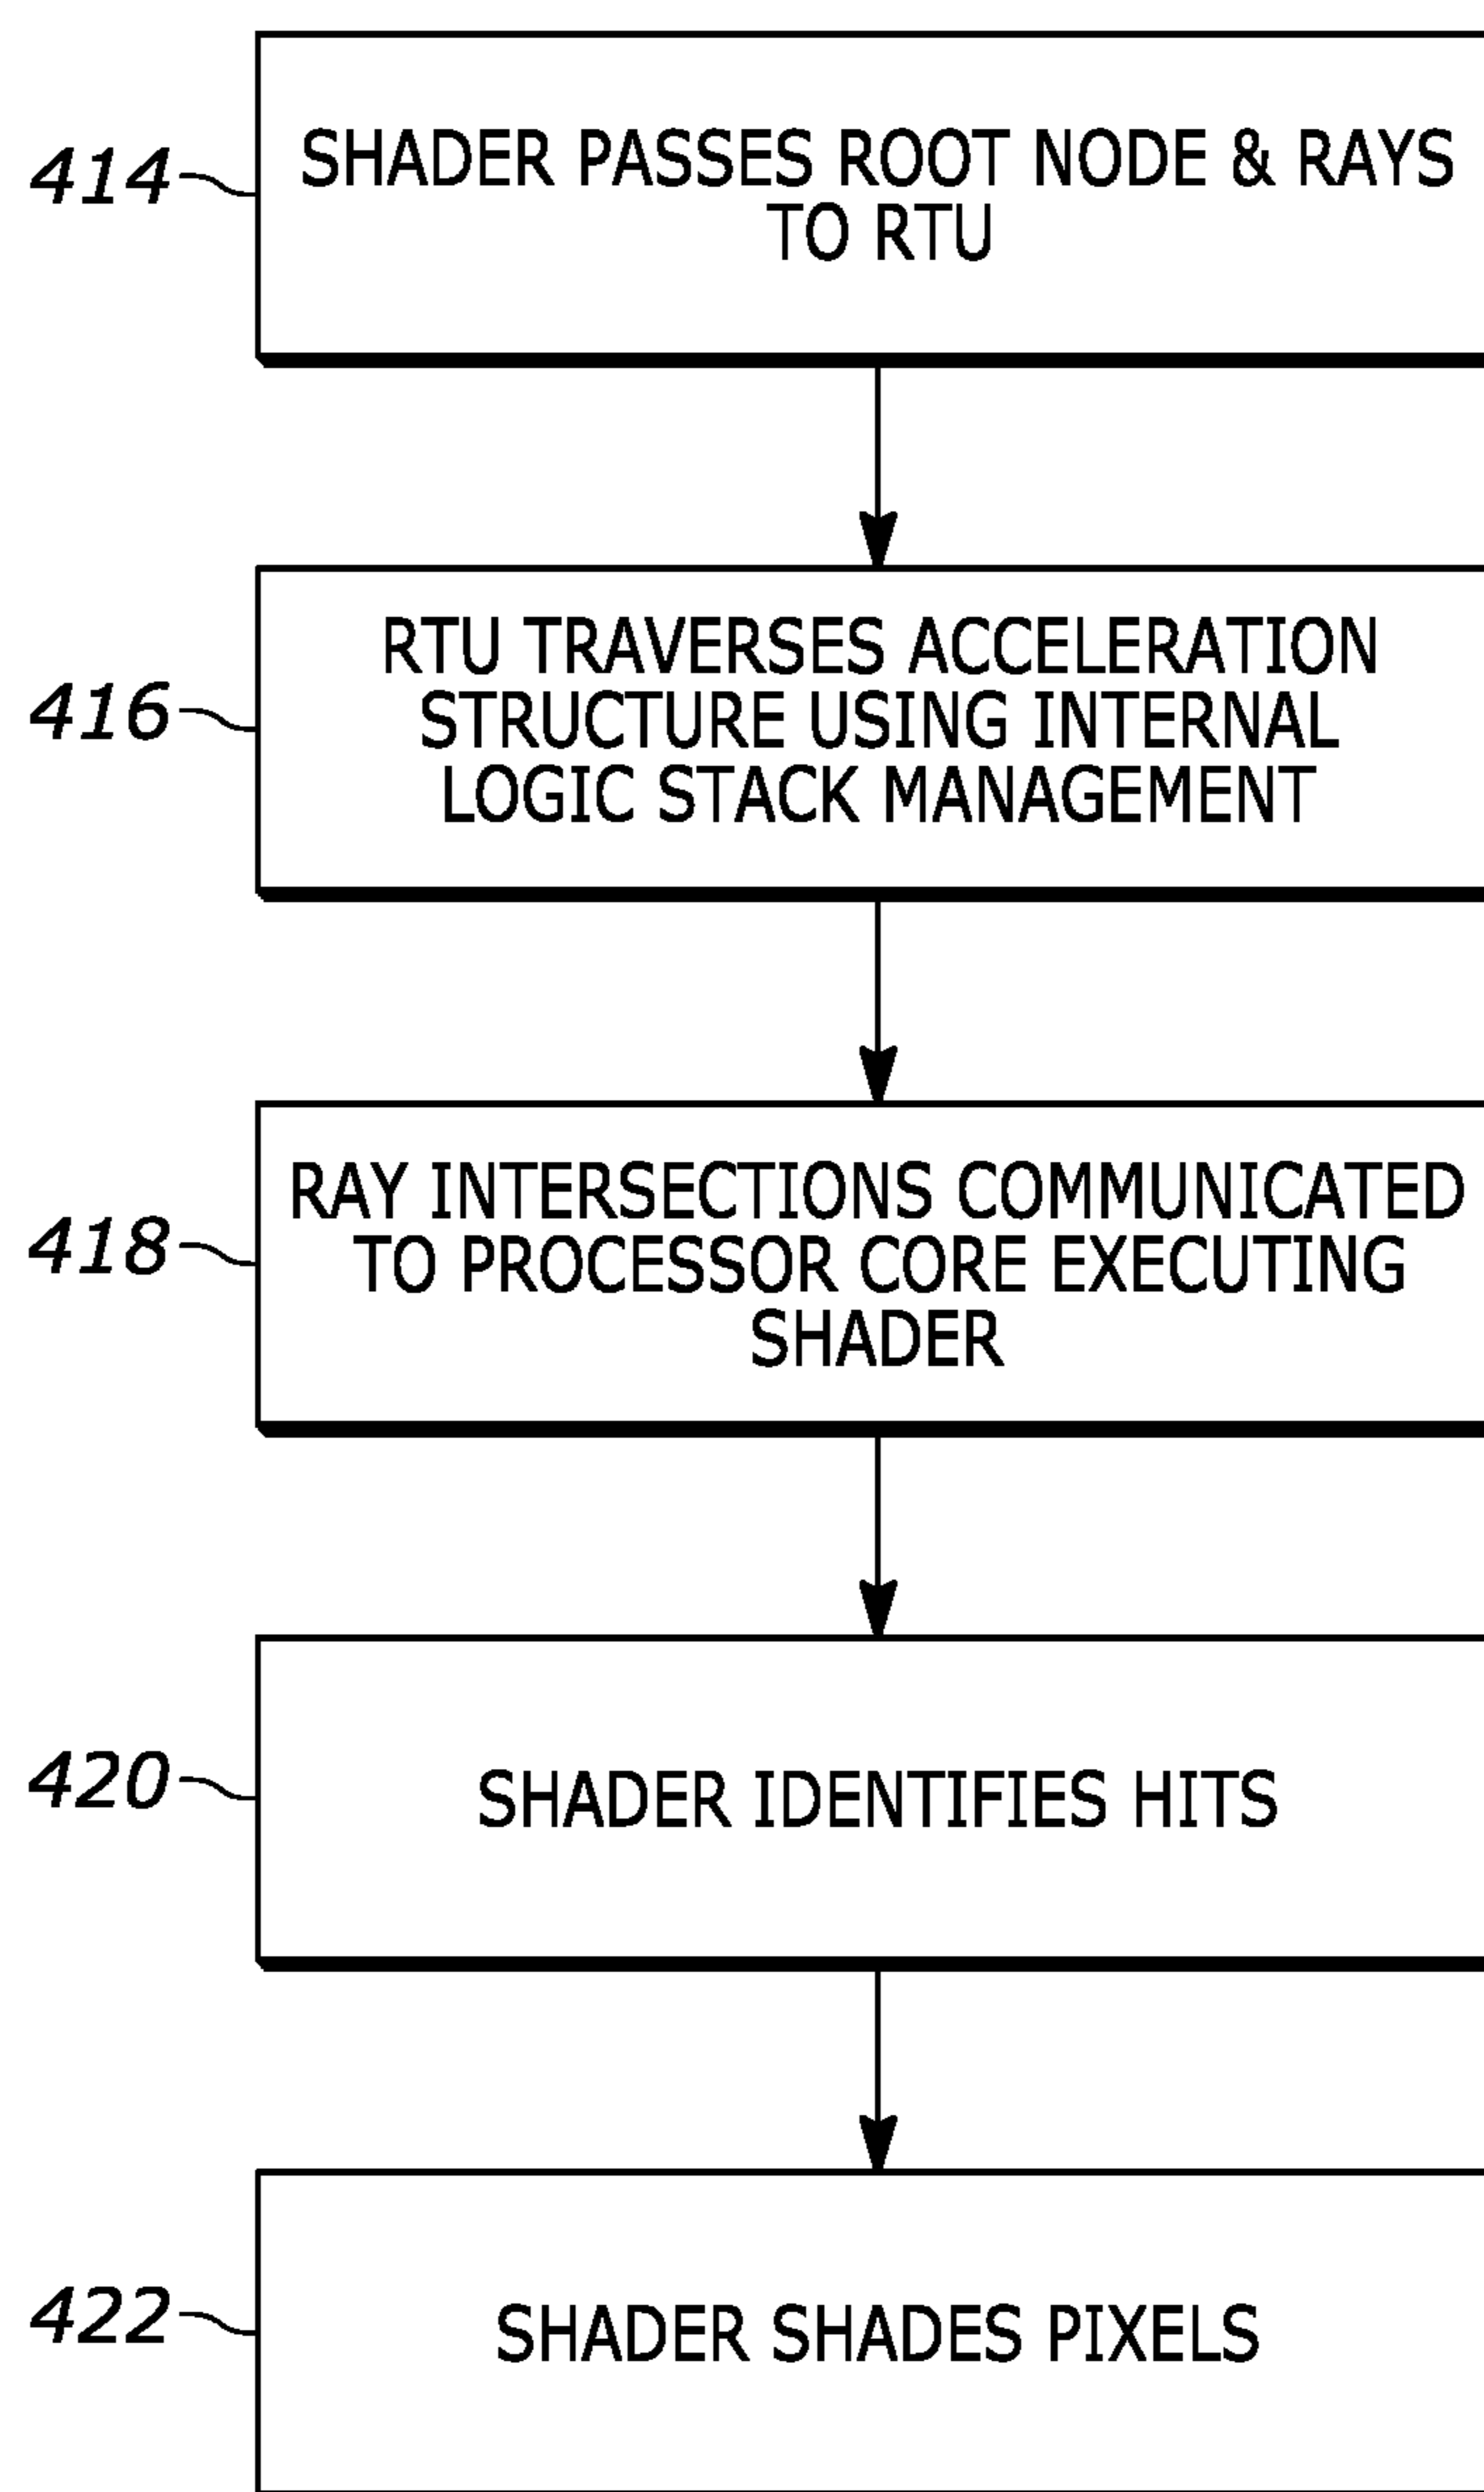 414
SHADER PASSES ROOT NODE & RAYS
TO RTU
416
RTU TRAVERSES ACCELERATION
STRUCTURE USING INTERNAL
LOGIC STACK MANAGEMENT
418
RAY INTERSECTIONS COMMUNICATED
TO PROCESSOR CORE EXECUTING
SHADER
420
SHADER IDENTIFIES HITS
422
SHADER SHADES PIXELS